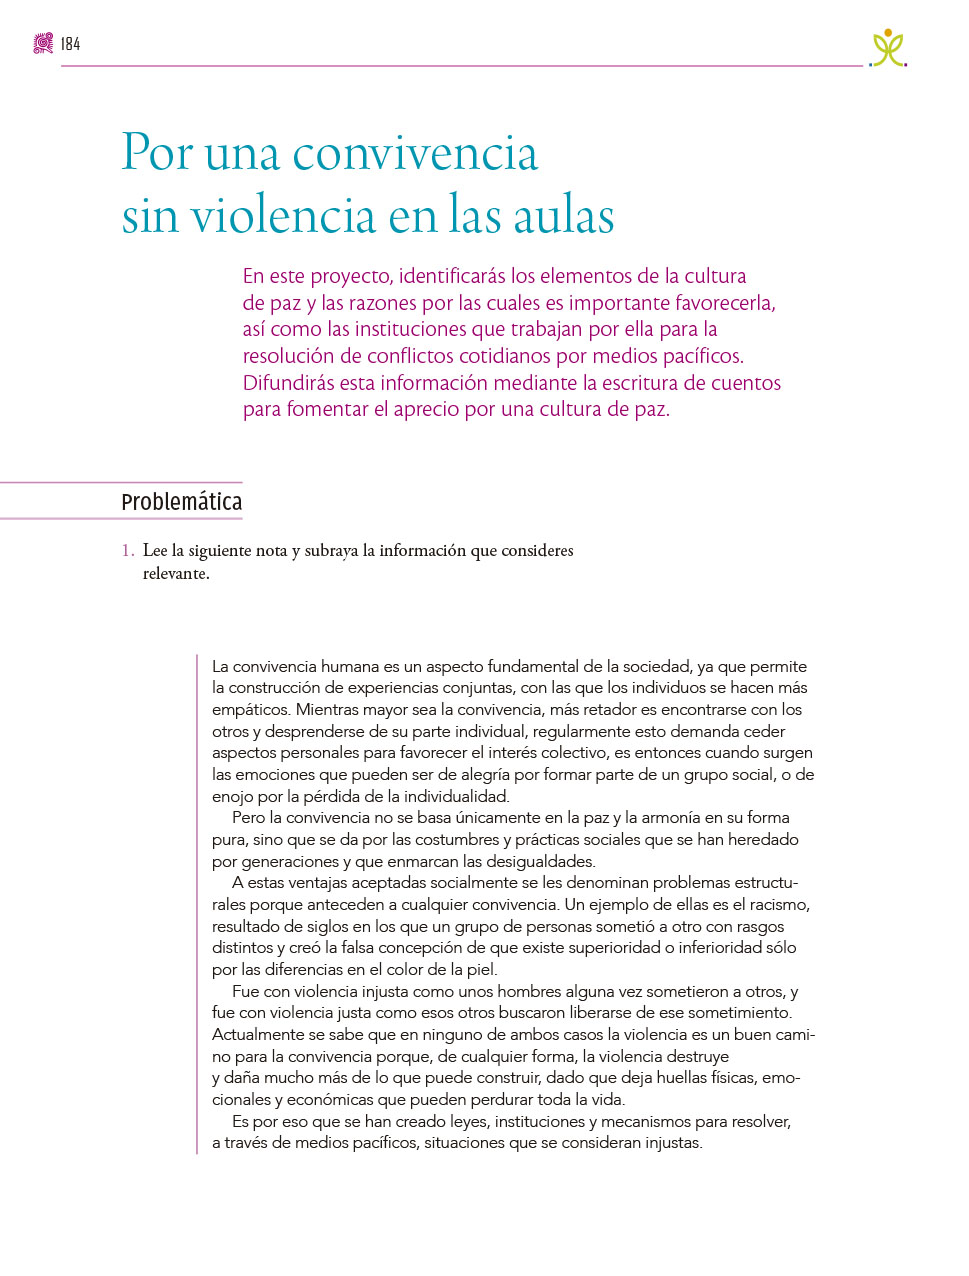 184
Por una convivencia
sin violencia en las aulas
En este proyecto, identificarás los elementos de la cultura
de paz y las razones por las cuales es importante favorecerla,
así como las instituciones que trabajan por ella para la
resolución de conflictos cotidianos por medios pacíficos.
Difundirás esta información mediante la escritura de cuentos
para fomentar el aprecio por una cultura de paz.
Problemática
1. Lee la siguiente nota y subraya la información que consideres
relevante.
La convivencia humana es un aspecto fundamental de la sociedad, ya que permite
la construcción de experiencias conjuntas, con las que los individuos se hacen más
empáticos. Mientras mayor sea la convivencia, más retador es encontrarse con los
otros y desprenderse de su parte individual, regularmente esto demanda ceder
aspectos personales para favorecer el interés colectivo, es entonces cuando surgen
las emociones que pueden ser de alegría por formar parte de un grupo social, o de
enojo por la pérdida de la individualidad.
Pero la convivencia no se basa únicamente en la paz y la armonía en su forma
pura, sino que se da por las costumbres y prácticas sociales que se han heredado
por generaciones y que enmarcan las desigualdades.
A estas ventajas aceptadas socialmente se les denominan problemas estructu-
rales porque anteceden a cualquier convivencia. Un ejemplo de ellas es el racismo,
resultado de siglos en los que un grupo de personas sometió a otro con rasgos
distintos y creó la falsa concepción de que existe superioridad o inferioridad sólo
por las diferencias en el color de la piel.
Fue con violencia injusta como unos hombres alguna vez sometieron a otros, y
fue con violencia justa como esos otros buscaron liberarse de ese sometimiento.
Actualmente se sabe que en ninguno de ambos casos la violencia es un buen cami-
no para la convivencia porque, de cualquier forma, la violencia destruye
y daña mucho más de lo que puede construir, dado que deja huellas físicas, emo-
cionales y económicas que pueden perdurar toda la vida.
Es por eso que se han creado leyes, instituciones y mecanismos para resolver,
a través de medios pacíficos, situaciones que se consideran injustas.